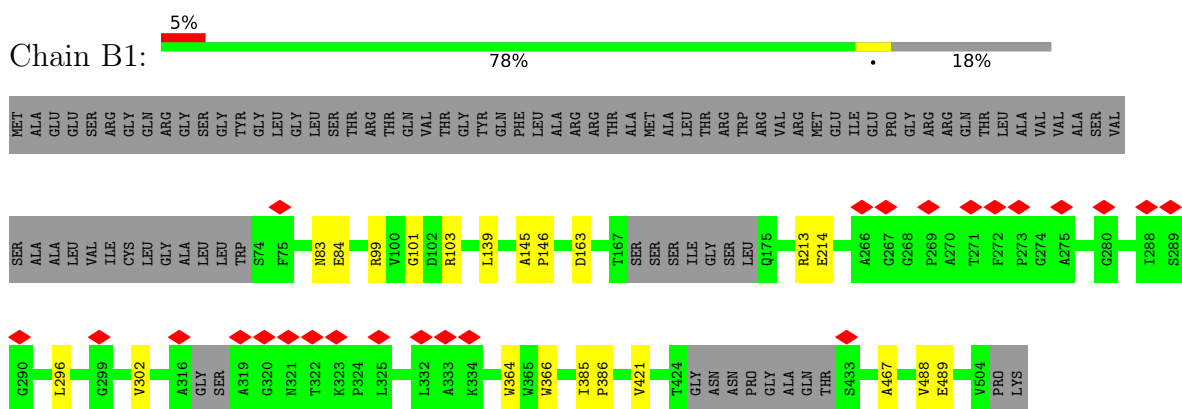 5%
Chain B1:
78% • 18%
MET ALA GLU GLU SER ARG GLY GLN ARG GLY SER GLY TYR GLY LEU GLY LEU SER THR ARG THR GLN VAL THR GLY TYR GLN PHE LEU ALA ARG ARG THR ALA MET ALA LEU THR ARG TRP ARG VAL ARG MET GLU ILE GLU PRO GLY ARG ARG GLN THR LEU ALA VAL VAL ALA SER VAL
SER ALA ALA LEU VAL ILE CYS LEU GLY ALA LEU LEU TRP S74 F75 N83 E84 R99 V100 G101 D102 R103 L139 A145 P146 D163 T167 SER SER SER ILE GLY SER LEU Q175 R213 E214 A266 G267 G268 P269 A270 T271 F272 P273 G274 A275 G280 I288 S289
G290 L296 G299 V302 A316 GLY SER A319 G320 N321 T322 K323 P324 L325 L332 A333 K334 W364 W365 W366 I385 P386 V421 T424 GLY ASN ASN PRO GLY ALA GLN THR S433 A467 V488 E489 V504 PRO LYS